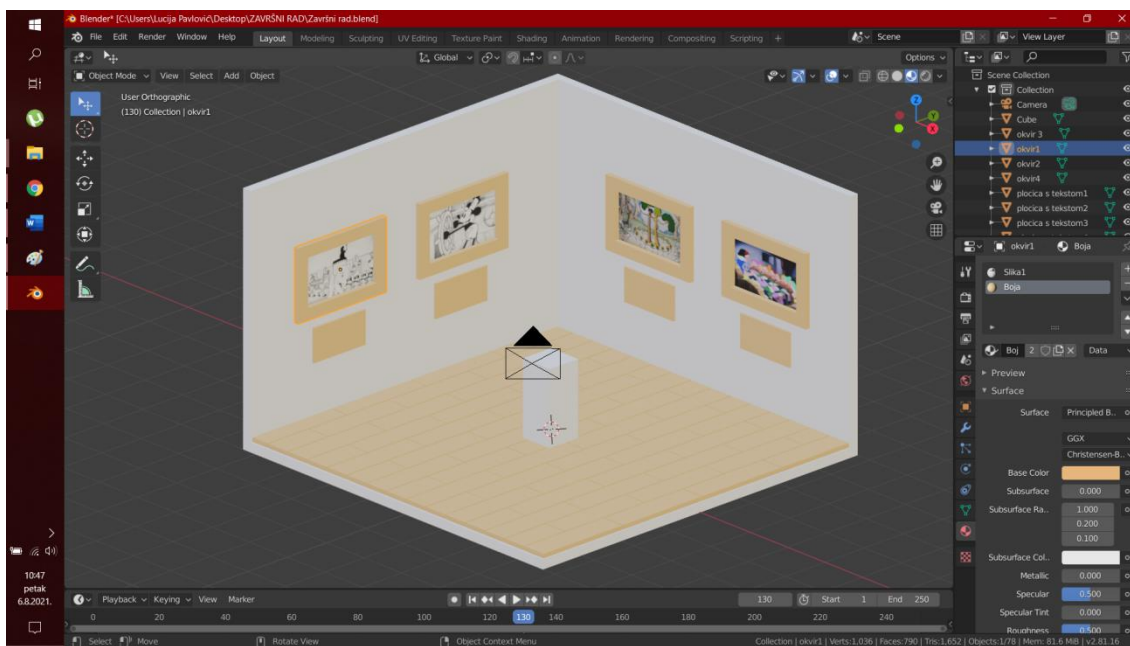 Blender* [C:\Users\Lucija Pavlović\Desktop\ZAVRŠNI RAD\Završni rad.blend]
File Edit Render Window Help Layout Modeling Sculpting UV Editing Texture Paint Shading Animation Rendering Compositing Scripting + Scene View Layer
Global Options
Object Mode View Select Add Object
User Orthographic
(130) Collection | okvir1
Scene Collection
Collection
Camera
Cube
okvir 3
okvir1
okvir2
okvir4
plocica s tekstom1
plocica s tekstom2
plocica s tekstom3
okvir1 Boja
Slika1
Boja
Boj 2 Data
Preview
Surface
Surface Principled B..
GGX
Christensen-B..
Base Color
Subsurface 0.000
Subsurface Ra.. 1.000
0.200
0.100
Subsurface Col..
Metallic 0.000
Specular 0.500
Specular Tint 0.000
Roughness 0.500
10:47
petak
6.8.2021.
Playback Keying View Marker 130 Start 1 End 250
0 20 40 60 80 100 120 130 140 160 180 200 220 240
Select Move Rotate View Object Context Menu Collection | okvir1 | Verts:1,036 | Faces:790 | Tris:1,652 | Objects:1/78 | Mem: 81.6 MiB | v2.81.16